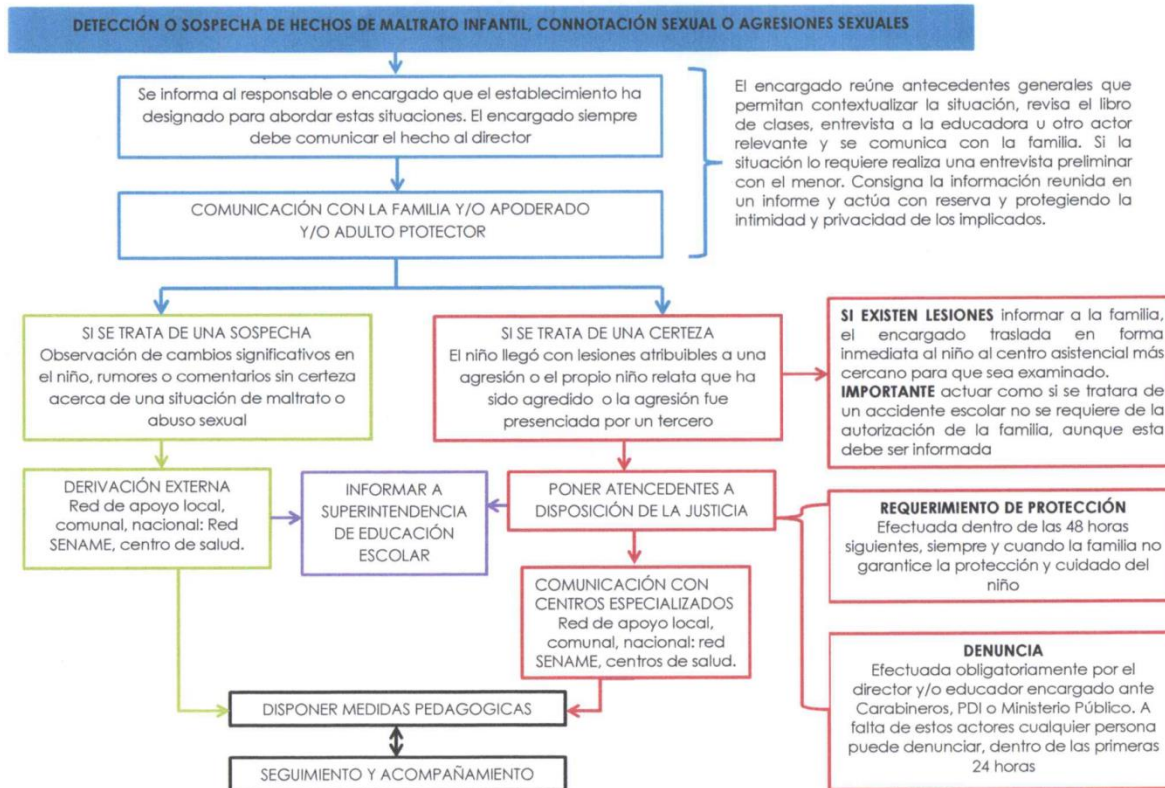 DETECCIÓN O SOSPECHA DE HECHOS DE MALTRATO INFANTIL, CONNOTACIÓN SEXUAL O AGRESIONES SEXUALES
Se informa al responsable o encargado que el establecimiento ha
designado para abordar estas situaciones. El encargado siempre
debe comunicar el hecho al director
El encargado reúne antecedentes generales que
permitan contextualizar la situación, revisa el libro
de clases, entrevista a la educadora u otro actor
relevante y se comunica con la familia. Si la
situación lo requiere realiza una entrevista preliminar
con el menor. Consigna la información reunida en
un informe y actúa con reserva y protegiendo la
intimidad y privacidad de los implicados.
COMUNICACIÓN CON LA FAMILIA Y/O APODERADO
Y/O ADULTO PTOTECTOR
SI SE TRATA DE UNA SOSPECHA
Observación de cambios significativos en
el niño, rumores o comentarios sin certeza
acerca de una situación de maltrato o
abuso sexual
SI SE TRATA DE UNA CERTEZA
El niño llegó con lesiones atribuibles a una
agresión o el propio niño relata que ha
sido agredido o la agresión fue
presenciada por un tercero
SI EXISTEN LESIONES informar a la familia,
el encargado traslada en forma
inmediata al niño al centro asistencial más
cercano para que sea examinado.
IMPORTANTE actuar como si se tratara de
un accidente escolar no se requiere de la
autorización de la familia, aunque esta
debe ser informada
DERIVACIÓN EXTERNA
Red de apoyo local,
comunal, nacional: Red
SENAME, centro de salud.
INFORMAR A
SUPERINTENDENCIA
DE EDUCACIÓN
ESCOLAR
PONER ATENCEDENTES A
DISPOSICIÓN DE LA JUSTICIA
REQUERIMIENTO DE PROTECCIÓN
Efectuada dentro de las 48 horas
siguientes, siempre y cuando la familia no
garantice la protección y cuidado del
niño
COMUNICACIÓN CON
CENTROS ESPECIALIZADOS
Red de apoyo local,
comunal, nacional: red
SENAME, centros de salud.
DENUNCIA
Efectuada obligatoriamente por el
director y/o educador encargado ante
Carabineros, PDI o Ministerio Público. A
falta de estos actores cualquier persona
puede denunciar, dentro de las primeras
24 horas
DISPONER MEDIDAS PEDAGOGICAS
SEGUIMIENTO Y ACOMPAÑAMIENTO